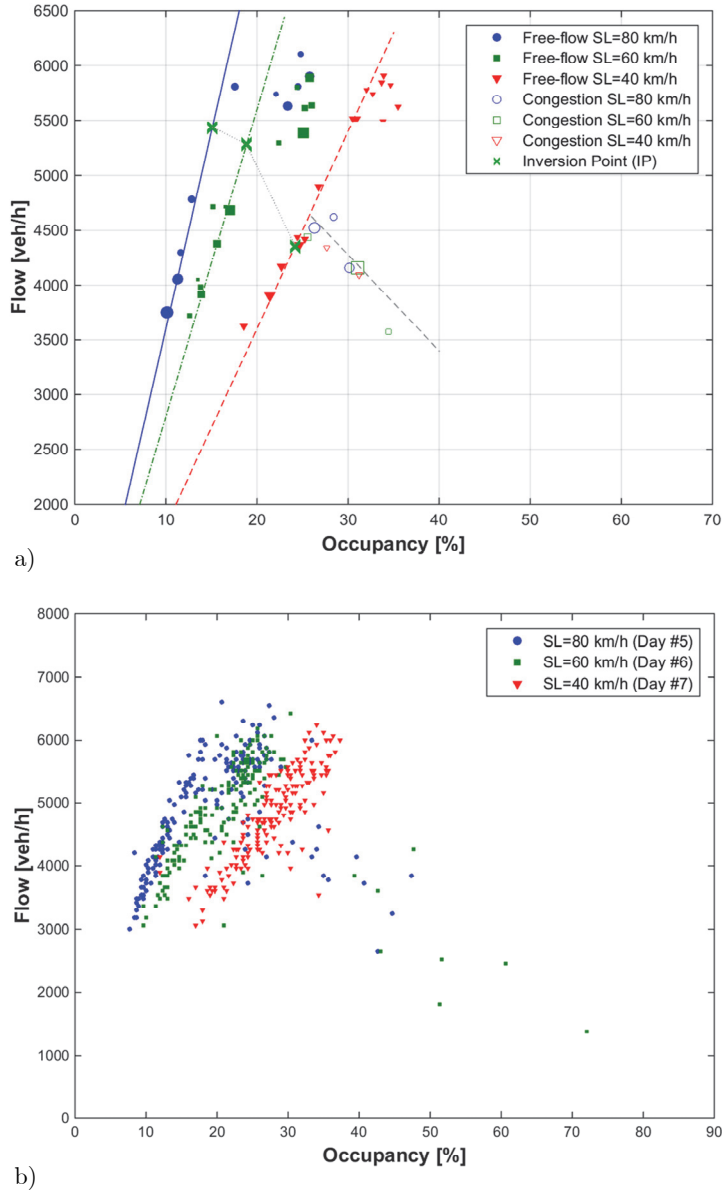 6500
6000
5500
5000
4500
4000
3500
3000
2500
2000
Flow [veh/h]
Free-flow SL=80 km/h
Free-flow SL=60 km/h
Free-flow SL=40 km/h
Congestion SL=80 km/h
Congestion SL=60 km/h
Congestion SL=40 km/h
Inversion Point (IP)
0 10 20 30 40 50 60 70
Occupancy [%]
a)
8000
7000
6000
5000
4000
3000
2000
1000
0
Flow [veh/h]
SL=80 km/h (Day #5)
SL=60 km/h (Day #6)
SL=40 km/h (Day #7)
0 10 20 30 40 50 60 70 80 90
Occupancy [%]
b)